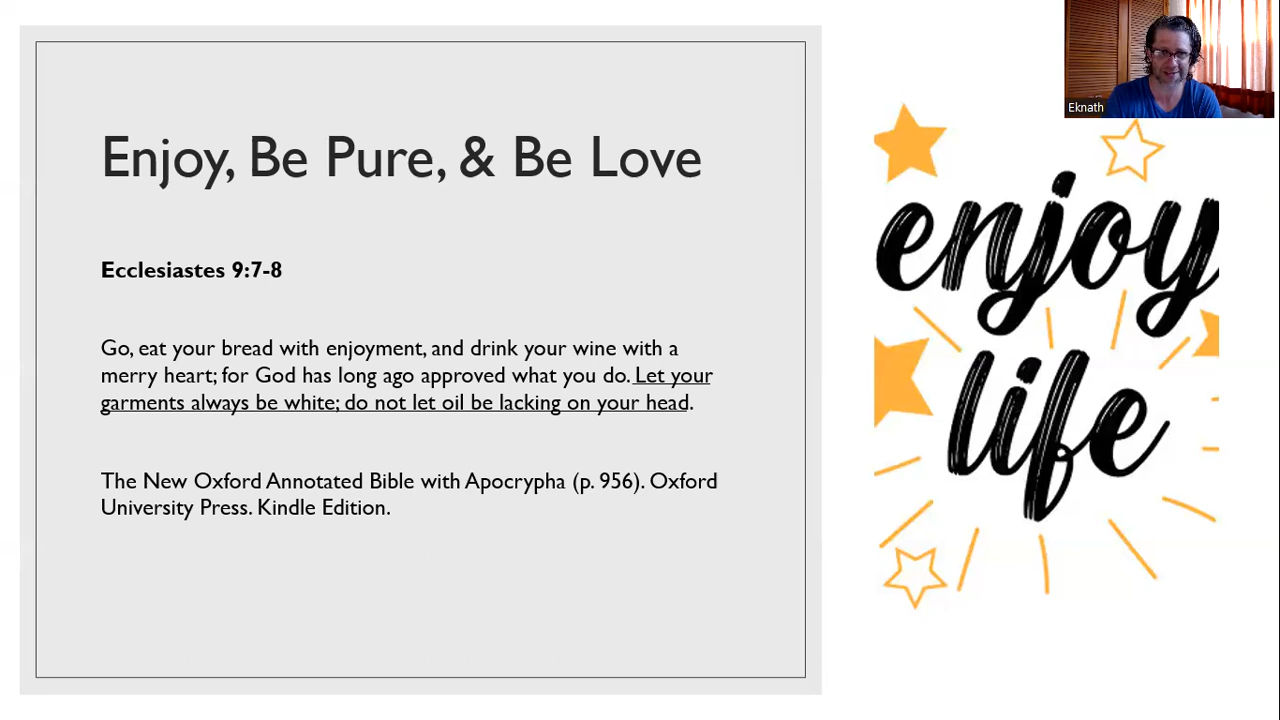 Enjoy, Be Pure, & Be Love
Ecclesiastes 9:7-8
Go, eat your bread with enjoyment, and drink your wine with a
merry heart; for God has long ago approved what you do. Let your
garments always be white; do not let oil be lacking on your head.
The New Oxford Annotated Bible with Apocrypha (p. 956). Oxford
University Press. Kindle Edition.
Eknath
enjoy
life